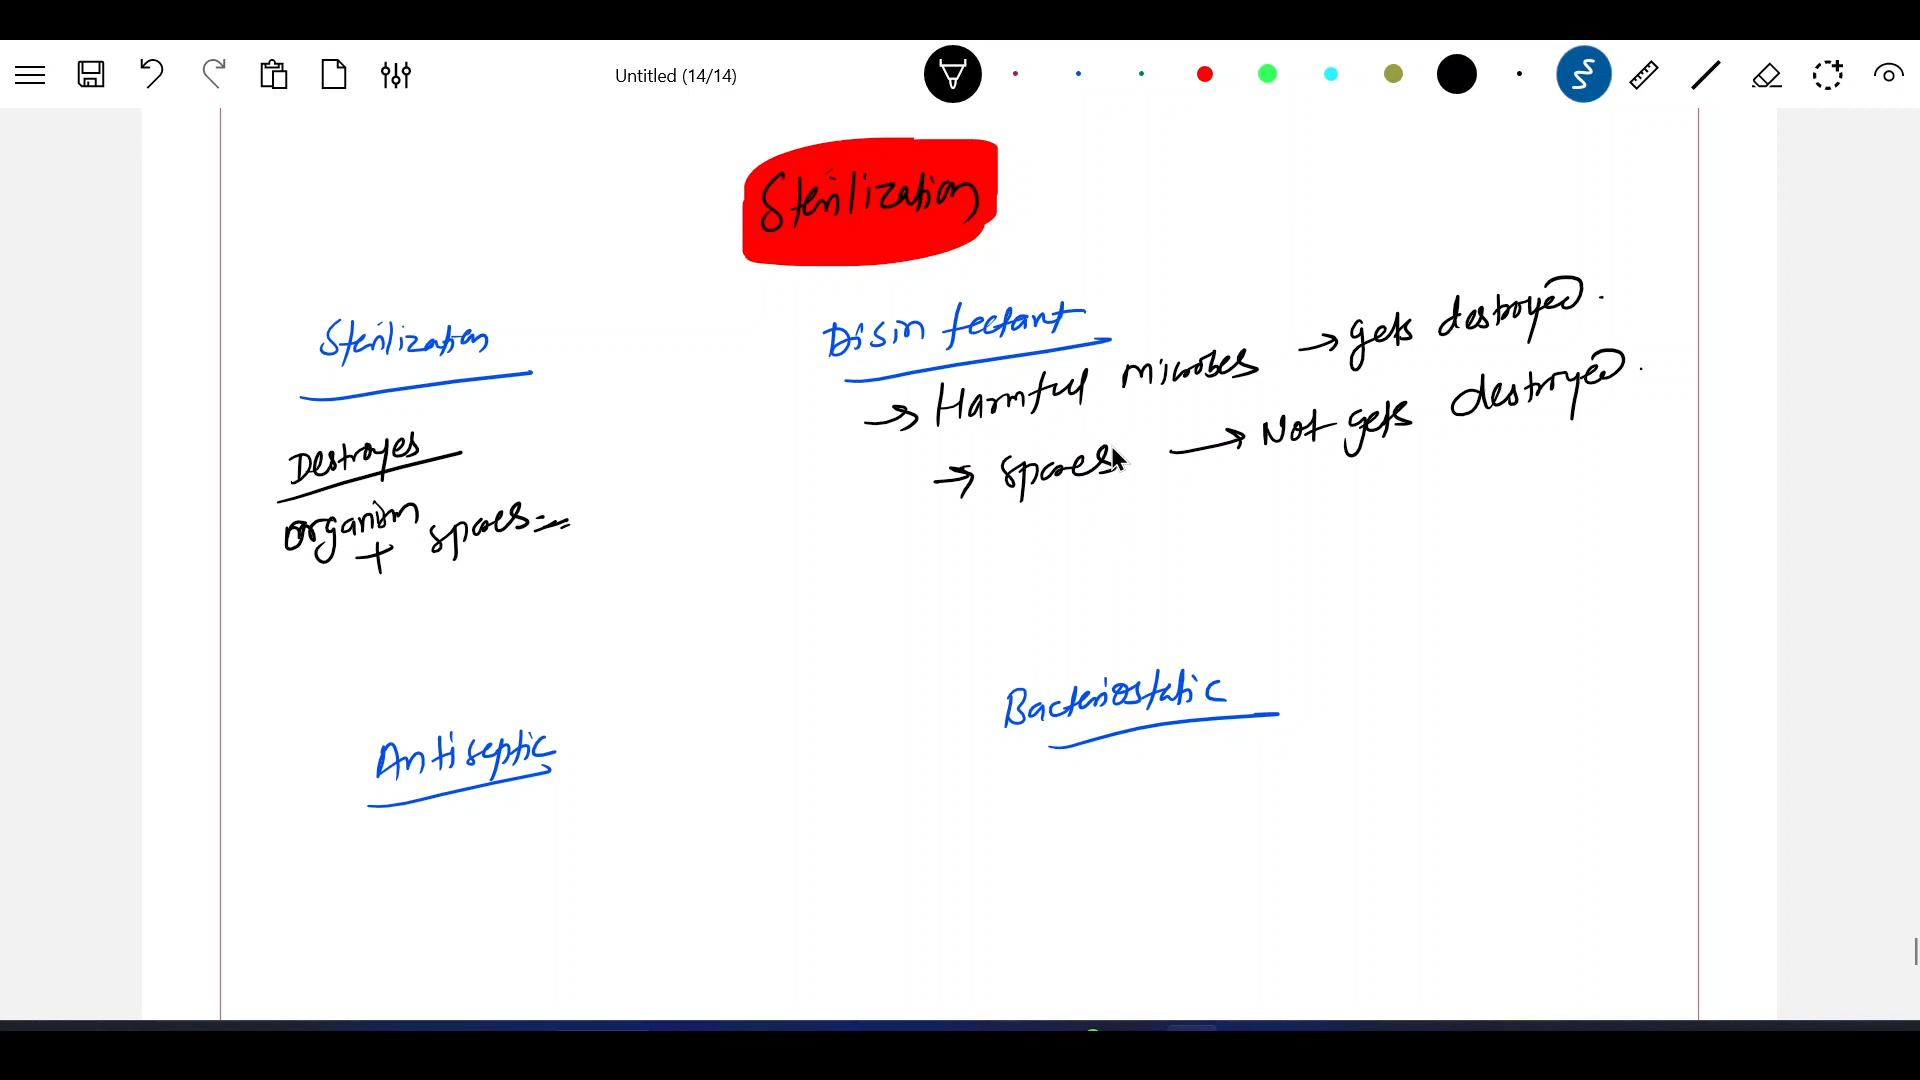 Untitled (14/14)
Sterilization
Sterilization
Destroyes
organism
+ spores
Disinfectant
→ Harmful microbes → gets destroyed.
→ spores → Not gets destroyed.
Bacteriostatic
Antiseptic